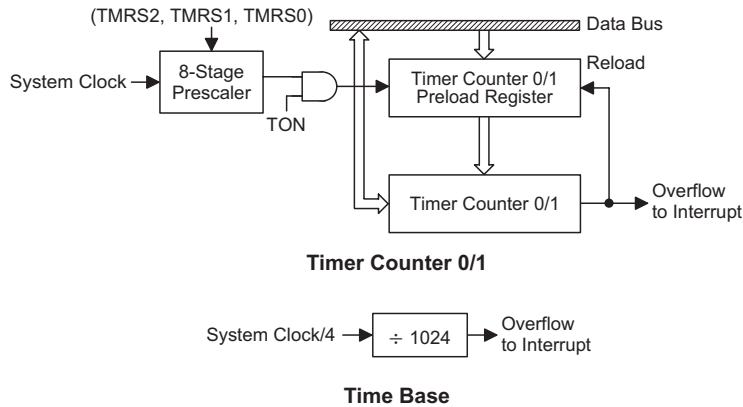 (TMRS2, TMRS1, TMRS0)
Data Bus
System Clock
8-Stage
Prescaler
TON
Timer Counter 0/1
Preload Register
Reload
Timer Counter 0/1
Overflow
to Interrupt
Timer Counter 0/1
System Clock/4
÷ 1024
Overflow
to Interrupt
Time Base